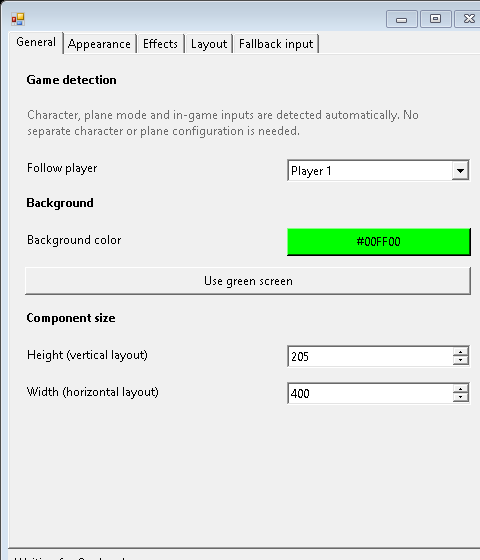 General Appearance Effects Layout Fallback input
Game detection
Character, plane mode and in-game inputs are detected automatically. No
separate character or plane configuration is needed.
Follow player Player 1
Background
Background color #00FF00
Use green screen
Component size
Height (vertical layout) 205
Width (horizontal layout) 400